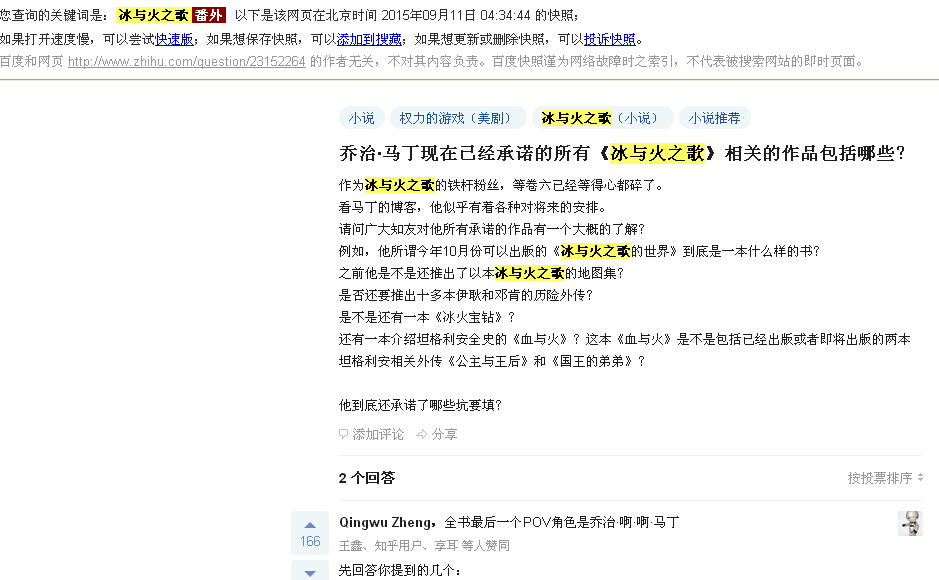 您查询的关键词是： 冰与火之歌 番外 以下是该网页在北京时间 2015年09月11日 04:34:44 的快照；
如果打开速度慢，可以尝试快速版；如果想保存快照，可以添加到搜藏；如果想更新或删除快照，可以投诉快照。
百度和网页 http://www.zhihu.com/question/23152264 的作者无关，不对其内容负责。百度快照谨为网络故障时之索引，不代表被搜索网站的即时页面。
小说 权力的游戏（美剧） 冰与火之歌（小说） 小说推荐
乔治·马丁现在已经承诺的所有《冰与火之歌》相关的作品包括哪些？
作为冰与火之歌的铁杆粉丝，等卷六已经等得心都碎了。
看马丁的博客，他似乎有着各种对将来的安排。
请问广大知友对他所有承诺的作品有一个大概的了解？
例如，他所谓今年10月份可以出版的《冰与火之歌的世界》到底是一本什么样的书？
之前他是不是还推出了以本冰与火之歌的地图集？
是否还要推出十多本伊耿和邓肯的历险外传？
是不是还有一本《冰火宝钻》？
还有一本介绍坦格利安全史的《血与火》？这本《血与火》是不是包括已经出版或者即将出版的两本
坦格利安相关外传《公主与王后》和《国王的弟弟》？
他到底还承诺了哪些坑要填？
添加评论 分享
2 个回答 按投票排序
Qingwu Zheng，全书最后一个POV角色是乔治·啊·啊·马丁
166 王鑫、知乎用户、享耳 等人赞同
先回答你提到的几个：